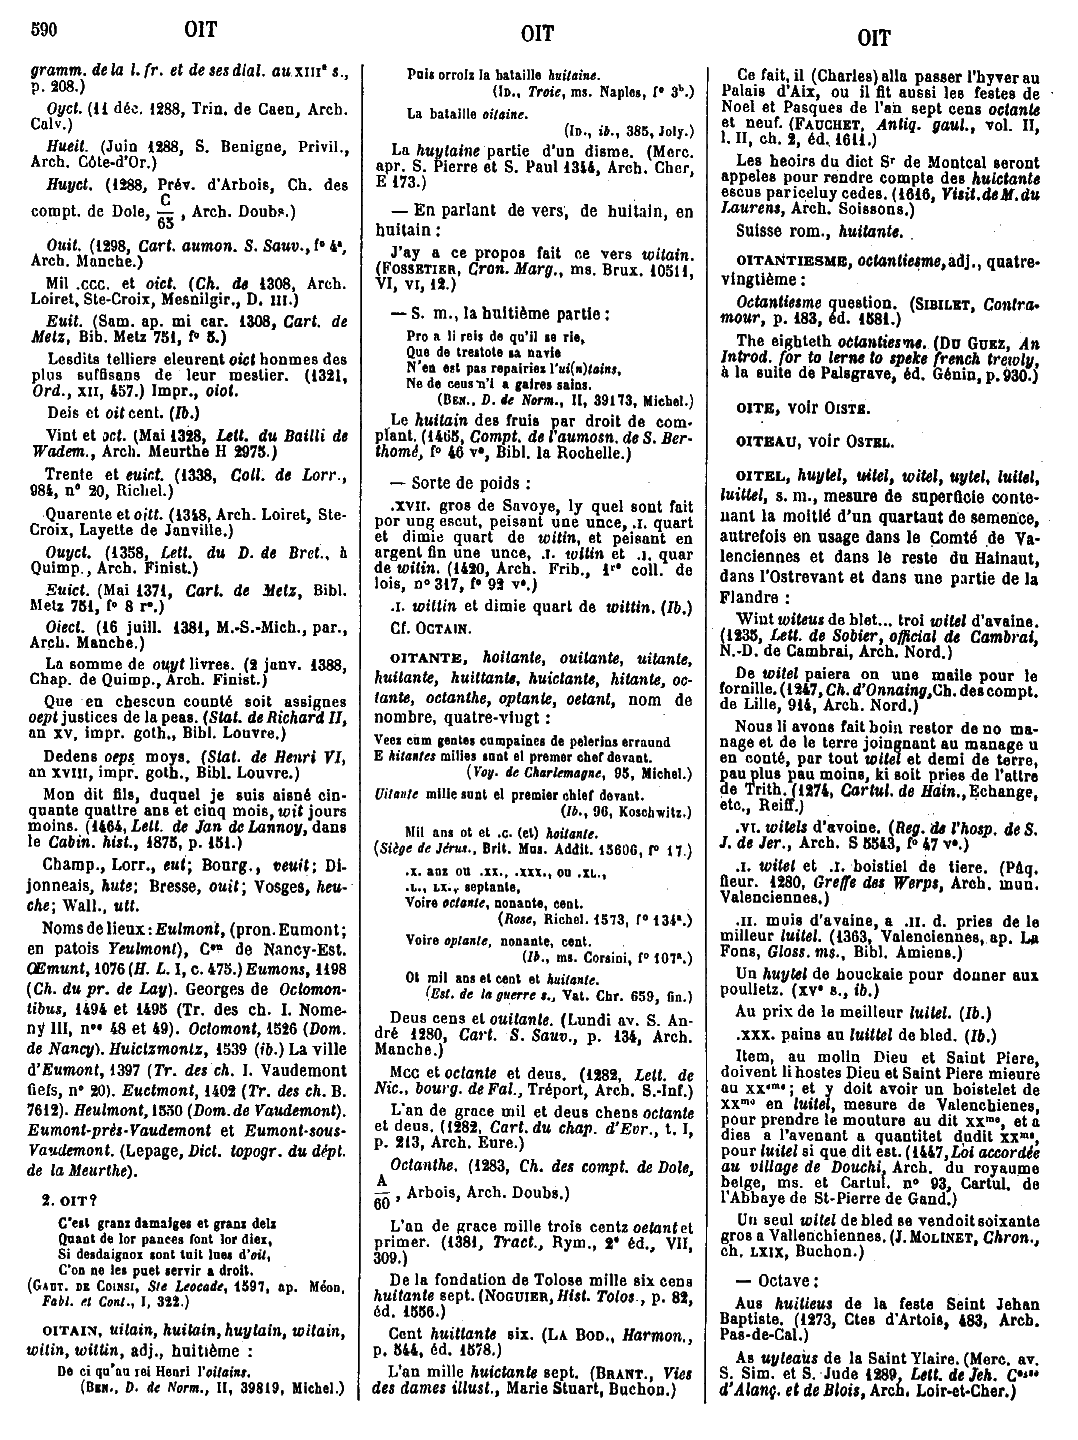 590
OIT
OIT
OIT
gramm. de la l. fr. et de ses dial. au XIIIe s.,
p. 208.)
Oyct. (11 déc. 1288, Trin. de Caen, Arch.
Calv.)
Hueit. (Juin 1288, S. Benigne, Privil.,
Arch. Côte-d'Or.)
Huyct. (1288, Prév. d'Arbois, Ch. des
compt. de Dole, C/63, Arch. Doubs.)
Ouit. (1298, Cart. aumon. S. Sauv., fo 4a,
Arch. Manche.)
Mil .CCC. et oict. (Ch. de 1308, Arch.
Loiret, Ste-Croix, Mesnilgir., D. III.)
Euit. (Sam. ap. mi car. 1308, Cart. de
Metz, Bib. Metz 751, fo 5.)
Lesdits telliers eleurent oict honmes des
plus suffisans de leur mestier. (1321,
Ord., XII, 457.) Impr., oiot.
Deis et oit cent. (Ib.)
Vint et oct. (Mai 1328, Lett. du Bailli de
Wadem., Arch. Meurthe H 2975.)
Trente et euict. (1338, Coll. de Lorr.,
984, no 20, Richel.)
Quarente et oitt. (1348, Arch. Loiret, Ste-
Croix, Layette de Janville.)
Ouyct. (1358, Lett. du D. de Bret., à
Quimp., Arch. Finist.)
Euict. (Mai 1371, Cart. de Metz, Bibl.
Metz 751, fo 8 ro.)
Oiect. (16 juill. 1381, M.-S.-Mich., par.,
Arch. Manche.)
La somme de ouyt livres. (2 janv. 1388,
Chap. de Quimp., Arch. Finist.)
Que en chescun counté soit assignes
oept justices de la peas. (Stat. de Richard II,
an XV, impr. goth., Bibl. Louvre.)
Dedens oeps moys. (Stat. de Henri VI,
an XVIII, impr. goth., Bibl. Louvre.)
Mon dit fils, duquel je suis aisné cin-
quante quattre ans et cinq mois, wit jours
moins. (1464, Lett. de Jan de Lannoy, dans
le Cabin. hist., 1875, p. 151.)
Champ., Lorr., eut; Bourg., veuit; Di-
jonneais, hute; Bresse, ouit; Vosges, heu-
che; Wall., utt.
Noms de lieux: Eulmont, (pron. Eumont;
en patois Yeulmont), Con de Nancy-Est.
Œmunt, 1076 (H. L. I, c. 475.) Eumons, 1198
(Ch. du pr. de Lay). Georges de Octomon-
tibus, 1494 et 1495 (Tr. des ch. I. Nome-
ny III, nos 48 et 49). Octomont, 1526 (Dom.
de Nancy). Huictzmontz, 1539 (ib.) La ville
d'Eumont, 1397 (Tr. des ch. I. Vaudemont
fiefs, no 20). Euctmont, 1402 (Tr. des ch. B.
7612). Heulmont, 1550 (Dom. de Vaudemont).
Eumont-près-Vaudemont et Eumont-sous-
Vaudemont. (Lepage, Dict. topogr. du dépt.
de la Meurthe).
2. OIT?
C'est granz damaiges et granz delz
Quant de lor pances font lor diex,
Si desdaignox sont tuit lues d'oit,
C'on ne les puet servir a droit.
(GAUT. DE COINSI, Ste Leocade, 1597, ap. Méon,
Fabl. et Cont., I, 322.)
OITAIN, uitain, huitain, huytain, witain,
witin, wittin, adj., huitième :
De ci qu'au rei Henri l'oitains.
(BEN., D. de Norm., II, 39819, Michel.)
Puis orroiz la bataille huitaine.
(ID., Troie, ms. Naples, fo 3b.)
La bataille oitaine.
(ID., ib., 385, Joly.)
La huytaine partie d'un disme. (Merc.
apr. S. Pierre et S. Paul 1344, Arch. Cher,
E 173.)
— En parlant de vers, de huitain, en
huitain :
J'ay a ce propos fait ce vers witain.
(FOSSETIER, Cron. Marg., ms. Brux. 10511,
VI, VI, 12.)
— S. m., la huitième partie :
Pro a li reis de qu'il se rie,
Que de trestote sa navie
N'en est pas repairiez l'ui(n)tains,
Ne de ceus n'i a gaires sains.
(BEN., D. de Norm., II, 39173, Michel.)
Le huitain des fruis par droit de com-
plant. (1465, Compt. de l'aumosn. de S. Ber-
thomé, fo 46 vo, Bibl. la Rochelle.)
— Sorte de poids :
.XVII. gros de Savoye, ly quel sont fait
por ung escut, peisant une unce, .I. quart
et dimie quart de witin, et peisant en
argent fin une unce, .I. witin et .I. quar
de witin. (1420, Arch. Frib., 1re coll. de
lois, no 317, fo 92 vo.)
.I. wittin et dimie quart de wittin. (Ib.)
Cf. OCTAIN.
OITANTE, hoitante, ouitante, uitante,
huitante, huittante, huictante, hitante, oc-
tante, octanthe, optante, oetant, nom de
nombre, quatre-vingt :
Vees cum gentes cumpaines de pelerins erraund
E hitantes milies sunt el premer chef devant.
(Voy. de Charlemagne, 95, Michel.)
Uitante mille sunt el premier chief devant.
(Ib., 96, Koschwitz.)
Mil ans ot et .c. (et) hoitante.
(Siège de Jérus., Brit. Mus. Addit. 15606, fo 17.)
.X. anz ou .XX., .XXX., ou .XL.,
.L., LX., septante,
Voire octante, nonante, cent.
(Rose, Richel. 1573, fo 134a.)
Voire optante, nonante, cent.
(Ib., ms. Corsini, fo 107a.)
Ot mil ans et cent et huitante.
(Est. de la guerre s., Vat. Chr. 659, fin.)
Deus cens et ouitante. (Lundi av. S. An-
dré 1280, Cart. S. Sauv., p. 134, Arch.
Manche.)
MCC et octante et deus. (1282, Lett. de
Nic., bourg. de Fal., Tréport, Arch. S.-Inf.)
L'an de grace mil et deus chens octante
et deus. (1282, Cart. du chap. d'Evr., t. I,
p. 213, Arch. Eure.)
Octanthe. (1283, Ch. des compt. de Dole,
A/60, Arbois, Arch. Doubs.)
L'an de grace mille trois centz oetant et
primer. (1381, Tract., Rym., 2e éd., VII,
309.)
De la fondation de Tolose mille six cens
huitante sept. (NOGUIER, Hist. Tolos., p. 82,
éd. 1556.)
Cent huittante six. (LA BOD., Harmon.,
p. 544, éd. 1578.)
L'an mille huictante sept. (BRANT., Vies
des dames illust., Marie Stuart, Buchon.)
Ce fait, il (Charles) alla passer l'hyver au
Palais d'Aix, ou il fit aussi les festes de
Noel et Pasques de l'an sept cens octante
et neuf. (FAUCHET, Antiq. gaul., vol. II,
l. II, ch. 2, éd. 1611.)
Les heoirs du dict Sr de Montcal seront
appeles pour rendre compte des huictante
escus par iceluy cedes. (1616, Visit. de M. du
Laurens, Arch. Soissons.)
Suisse rom., huitante.
OITANTIESME, octantiesme, adj., quatre-
vingtième :
Octantiesme question. (SIBILET, Contra-
mour, p. 183, éd. 1581.)
The eighteth octantiesme. (DU GUEZ, An
Introd. for to lerne to speke french trewly,
à la suite de Palsgrave, éd. Génin, p. 930.)
OITE, voir OISTE.
OITEAU, voir OSTEL.
OITEL, huytel, uitel, witel, uytel, luitel,
luittel, s. m., mesure de superficie conte-
nant la moitié d'un quartant de semence,
autrefois en usage dans le Comté de Va-
lenciennes et dans le reste du Hainaut,
dans l'Ostrevant et dans une partie de la
Flandre :
Wint witeus de blet... troi witel d'avaine.
(1235, Lett. de Sobier, official de Cambrai,
N.-D. de Cambrai, Arch. Nord.)
De witel paiera on une maile pour le
fornille. (1247, Ch. d'Onnaing, Ch. des compt.
de Lille, 914, Arch. Nord.)
Nous li avons fait boin restor de no ma-
nage et de le terre joingnant au manage u
en conté, par tout witel et demi de terre,
pau plus pau moins, ki soit pries de l'attre
de Trith. (1274, Cartul. de Hain., Echange,
etc., Reiff.)
.VI. witels d'avoine. (Reg. de l'hosp. de S.
J. de Jer., Arch. S 5543, fo 47 vo.)
.I. witel et .I. boistiel de tiere. (Pâq.
fleur. 1280, Greffe des Werps, Arch. mun.
Valenciennes.)
.II. muis d'avaine, a .II. d. pries de le
milleur luitel. (1363, Valenciennes, ap. La
Fons, Gloss. ms., Bibl. Amiens.)
Un huytel de houckaie pour donner aux
poulletz. (XVe s., ib.)
Au prix de le meilleur luitel. (Ib.)
.XXX. pains au luittel de bled. (Ib.)
Item, au molin Dieu et Saint Piere,
doivent li hostes Dieu et Saint Piere mieure
au XXeme; et y doit avoir un boistelet de
XXme en luitel, mesure de Valenchienes,
pour prendre le mouture au dit XXme, et a
dies a l'avenant a quantitet dudit XXme,
pour luitel si que dit est. (1447, Loi accordée
au village de Douchi, Arch. du royaume
belge, ms. et Cartul. no 93, Cartul. de
l'Abbaye de St-Pierre de Gand.)
Un seul witel de bled se vendoit soixante
gros a Vallenchiennes. (J. MOLINET, Chron.,
ch. LXIX, Buchon.)
— Octave :
Aus huitieus de la feste Seint Jehan
Baptiste. (1273, Ctes d'Artois, 483, Arch.
Pas-de-Cal.)
As uyteaus de la Saint Ylaire. (Merc. av.
S. Sim. et S. Jude 1289, Lett. de Jeh. Comte
d'Alanç. et de Blois, Arch. Loir-et-Cher.)